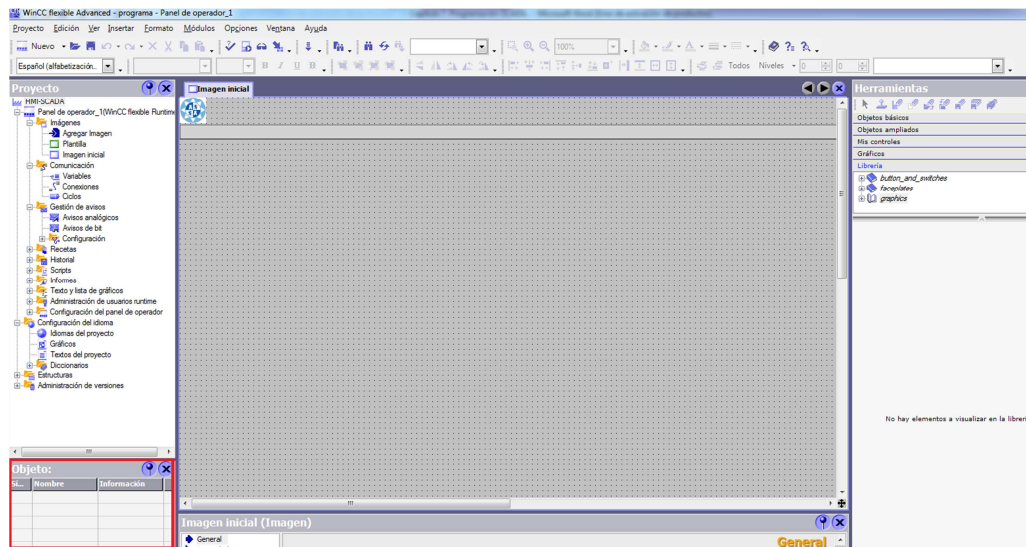 WinCC flexible Advanced - programa - Panel de operador_1
Proyecto Edición Ver Insertar Formato Módulos Opciones Ventana Ayuda
Nuevo 100%
Español (alfabetización. Todos Niveles 0 0
Proyecto
HMI-SCADA
Panel de operador_1(WinCC flexible Runtime
Imágenes
Agregar Imagen
Plantilla
Imagen inicial
Comunicación
Variables
Conexiones
Ciclos
Gestión de avisos
Avisos analógicos
Avisos de bit
Configuración
Recetas
Historial
Scripts
Informes
Texto y lista de gráficos
Administración de usuarios runtime
Configuración del panel de operador
Configuración del idioma
Idiomas del proyecto
Gráficos
Textos del proyecto
Diccionarios
Estructuras
Administración de versiones
Objeto:
Sí... Nombre Información
Imagen inicial
Imagen inicial (Imagen)
General
General
Herramientas
Objetos básicos
Objetos ampliados
Mis controles
Gráficos
Librería
button_and_switches
faceplates
graphics
No hay elementos a visualizar en la librerí